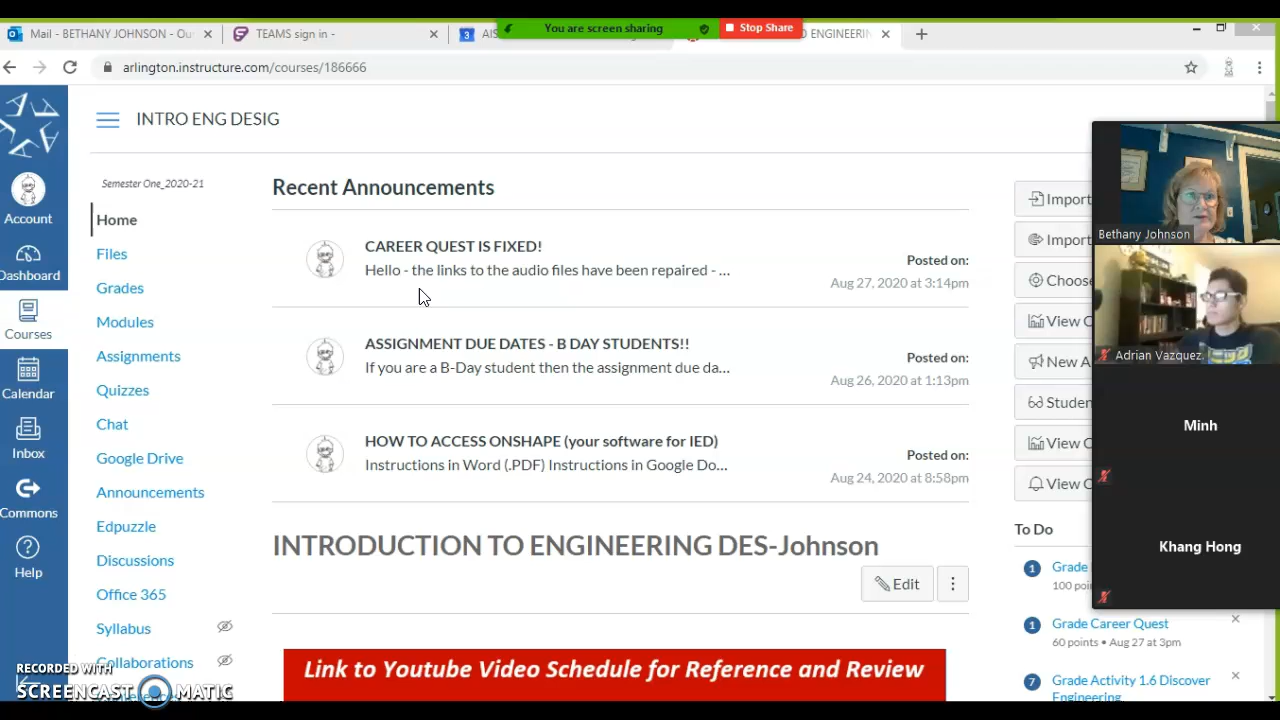 Mail - BETHANY JOHNSON - Ou
TEAMS sign in -
3
AIS
You are screen sharing
Stop Share
ENGINEERIN
arlington.instructure.com/courses/186666
INTRO ENG DESIG
Semester One_2020-21
Account
Dashboard
Courses
Calendar
Inbox
Commons
Help
Home
Files
Grades
Modules
Assignments
Quizzes
Chat
Google Drive
Announcements
Edpuzzle
Discussions
Office 365
Syllabus
Collaborations
Recent Announcements
CAREER QUEST IS FIXED!
Hello - the links to the audio files have been repaired - ...
Posted on:
Aug 27, 2020 at 3:14pm
ASSIGNMENT DUE DATES - B DAY STUDENTS!!
If you are a B-Day student then the assignment due da...
Posted on:
Aug 26, 2020 at 1:13pm
HOW TO ACCESS ONSHAPE (your software for IED)
Instructions in Word (.PDF) Instructions in Google Do...
Posted on:
Aug 24, 2020 at 8:58pm
INTRODUCTION TO ENGINEERING DES-Johnson
Edit
Link to Youtube Video Schedule for Reference and Review
Import
Import
Choose
View C
New A
Studen
View C
View C
To Do
1
Grade
100 poin
1
Grade Career Quest
60 points • Aug 27 at 3pm
7
Grade Activity 1.6 Discover
Engineering
Bethany Johnson
Adrian Vazquez
Minh
Khang Hong
RECORDED WITH
SCREENCAST MATIC